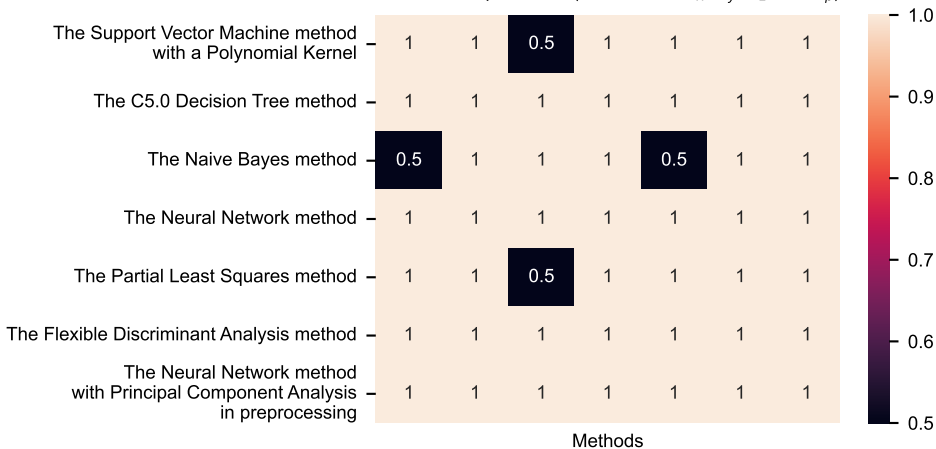 The Support Vector Machine method
with a Polynomial Kernel
1 1 0.5 1 1 1 1
The C5.0 Decision Tree method
1 1 1 1 1 1 1
The Naive Bayes method
0.5 1 1 1 0.5 1 1
The Neural Network method
1 1 1 1 1 1 1
The Partial Least Squares method
1 1 0.5 1 1 1 1
The Flexible Discriminant Analysis method
1 1 1 1 1 1 1
The Neural Network method
with Principal Component Analysis
in preprocessing
1 1 1 1 1 1 1
Methods
1.0
0.9
0.8
0.7
0.6
0.5